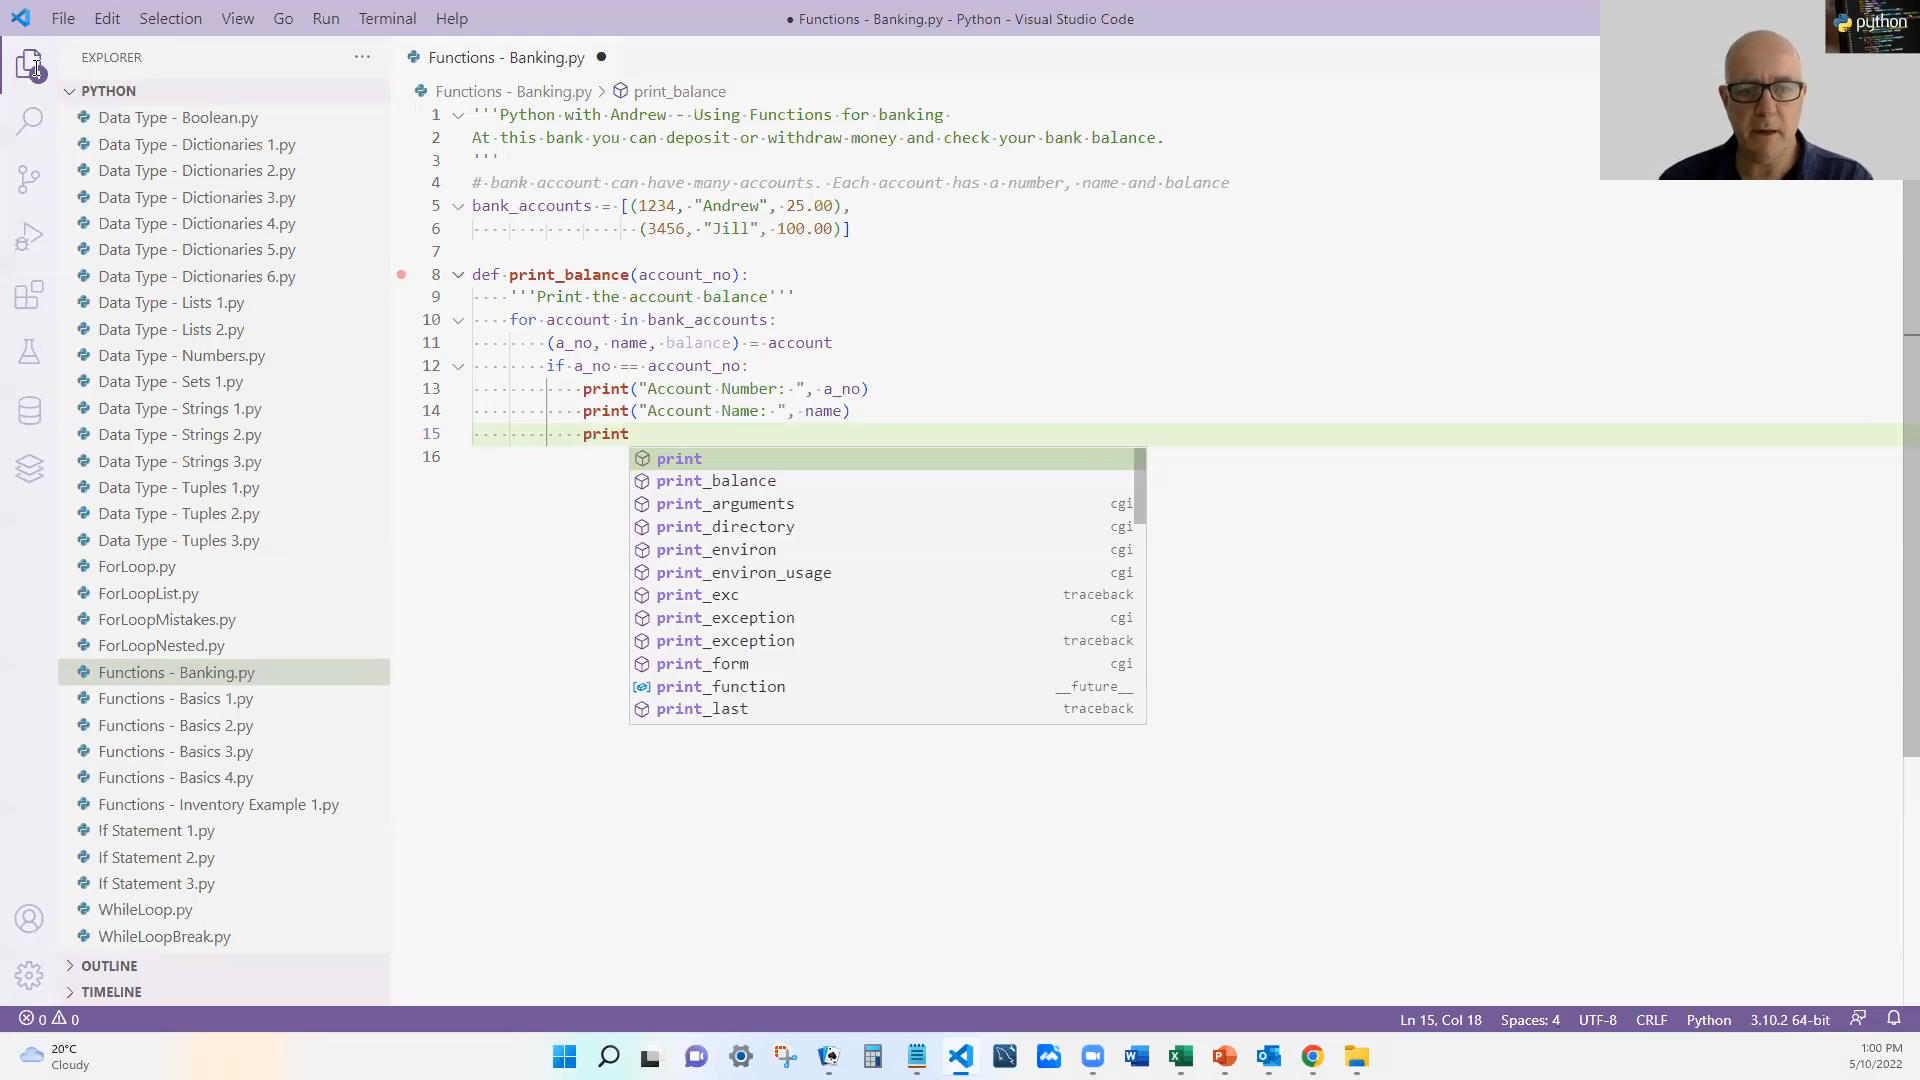 File Edit Selection View Go Run Terminal Help
● Functions - Banking.py - Python - Visual Studio Code
python
EXPLORER
PYTHON
Data Type - Boolean.py
Data Type - Dictionaries 1.py
Data Type - Dictionaries 2.py
Data Type - Dictionaries 3.py
Data Type - Dictionaries 4.py
Data Type - Dictionaries 5.py
Data Type - Dictionaries 6.py
Data Type - Lists 1.py
Data Type - Lists 2.py
Data Type - Numbers.py
Data Type - Sets 1.py
Data Type - Strings 1.py
Data Type - Strings 2.py
Data Type - Strings 3.py
Data Type - Tuples 1.py
Data Type - Tuples 2.py
Data Type - Tuples 3.py
ForLoop.py
ForLoopList.py
ForLoopMistakes.py
ForLoopNested.py
Functions - Banking.py
Functions - Basics 1.py
Functions - Basics 2.py
Functions - Basics 3.py
Functions - Basics 4.py
Functions - Inventory Example 1.py
If Statement 1.py
If Statement 2.py
If Statement 3.py
WhileLoop.py
WhileLoopBreak.py
OUTLINE
TIMELINE
Functions - Banking.py
Functions - Banking.py > print_balance
1 '''Python with Andrew - Using Functions for banking
2 At this bank you can deposit or withdraw money and check your bank balance.
3 '''
4 # bank account can have many accounts. Each account has a number, name and balance
5 bank_accounts = [(1234, "Andrew", 25.00),
6 (3456, "Jill", 100.00)]
7
8 def print_balance(account_no):
9 '''Print the account balance'''
10 for account in bank_accounts:
11 (a_no, name, balance) = account
12 if a_no == account_no:
13 print("Account Number: ", a_no)
14 print("Account Name: ", name)
15 print
16
print
print_balance
print_arguments cgi
print_directory cgi
print_environ cgi
print_environ_usage cgi
print_exc traceback
print_exception cgi
print_exception traceback
print_form cgi
print_function __future__
print_last traceback
0 0
Ln 15, Col 18 Spaces: 4 UTF-8 CRLF Python 3.10.2 64-bit
20°C
Cloudy
1:00 PM
5/10/2022